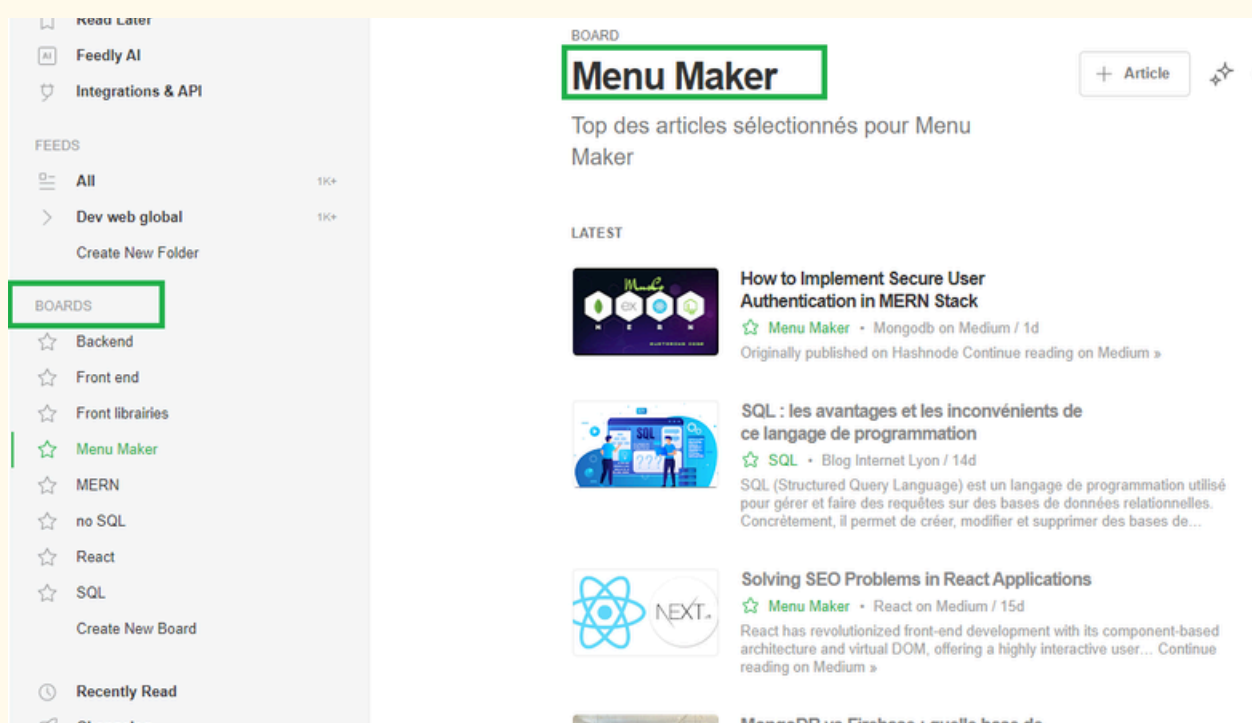 Read Later
Feedly AI
Integrations & API
FEEDS
All 1K+
Dev web global 1K+
Create New Folder
BOARDS
Backend
Front end
Front librairies
Menu Maker
MERN
no SQL
React
SQL
Create New Board
Recently Read
BOARD
Menu Maker
+ Article
Top des articles sélectionnés pour Menu
Maker
LATEST
How to Implement Secure User
Authentication in MERN Stack
Menu Maker • Mongodb on Medium / 1d
Originally published on Hashnode Continue reading on Medium »
SQL
???
SQL : les avantages et les inconvénients de
ce langage de programmation
SQL • Blog Internet Lyon / 14d
SQL (Structured Query Language) est un langage de programmation utilisé
pour gérer et faire des requêtes sur des bases de données relationnelles.
Concrètement, il permet de créer, modifier et supprimer des bases de…
NEXT
Solving SEO Problems in React Applications
Menu Maker • React on Medium / 15d
React has revolutionized front-end development with its component-based
architecture and virtual DOM, offering a highly interactive user… Continue
reading on Medium »
MongoDB vs Firebase : quelle base de